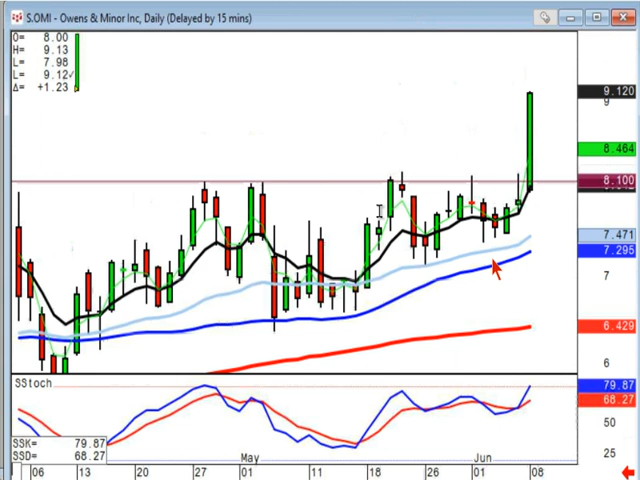 S.OMI - Owens & Minor Inc, Daily (Delayed by 15 mins)
O= 8.00
H= 9.13
L= 7.98
L= 9.12✓
Δ= +1.23
9.120
9
8.464
8.100
7.471
7.295
7
6.429
6
SStoch
79.87
68.27
50
25
SSK= 79.87
SSD= 68.27
May
Jun
06
13
20
27
01
11
18
26
01
08